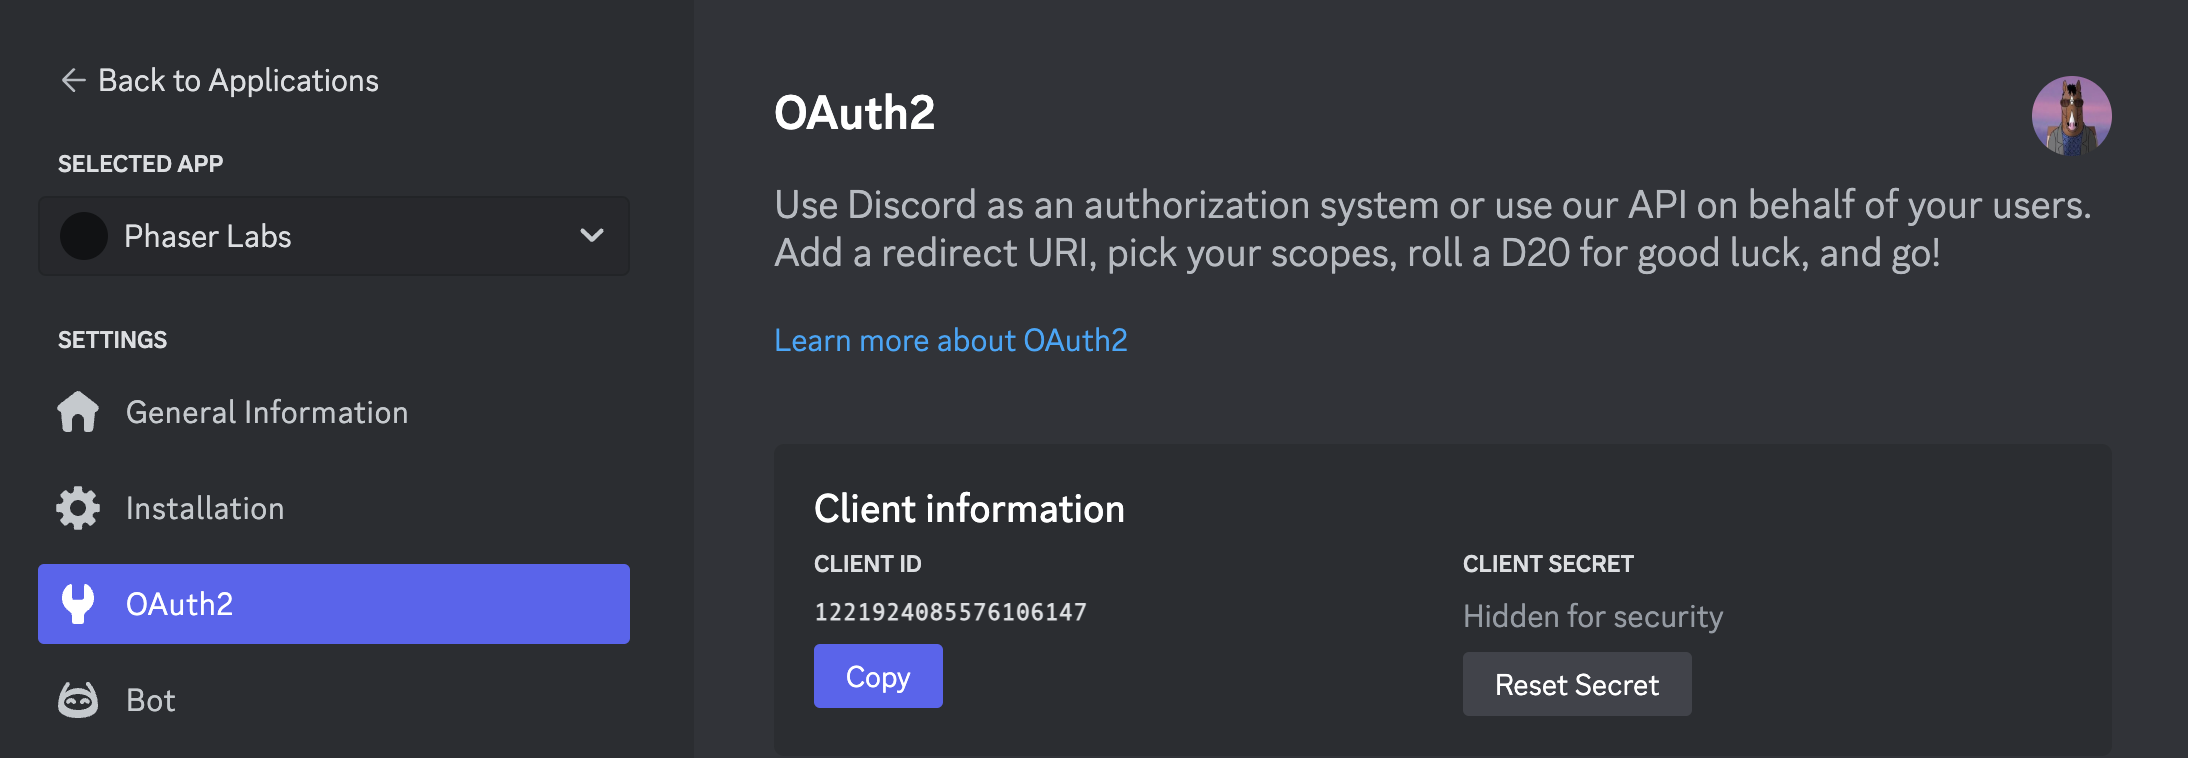 Back to Applications
SELECTED APP
Phaser Labs
SETTINGS
General Information
Installation
OAuth2
Bot
OAuth2
Use Discord as an authorization system or use our API on behalf of your users.
Add a redirect URI, pick your scopes, roll a D20 for good luck, and go!
Learn more about OAuth2
Client information
CLIENT ID
1221924085576106147
Copy
CLIENT SECRET
Hidden for security
Reset Secret